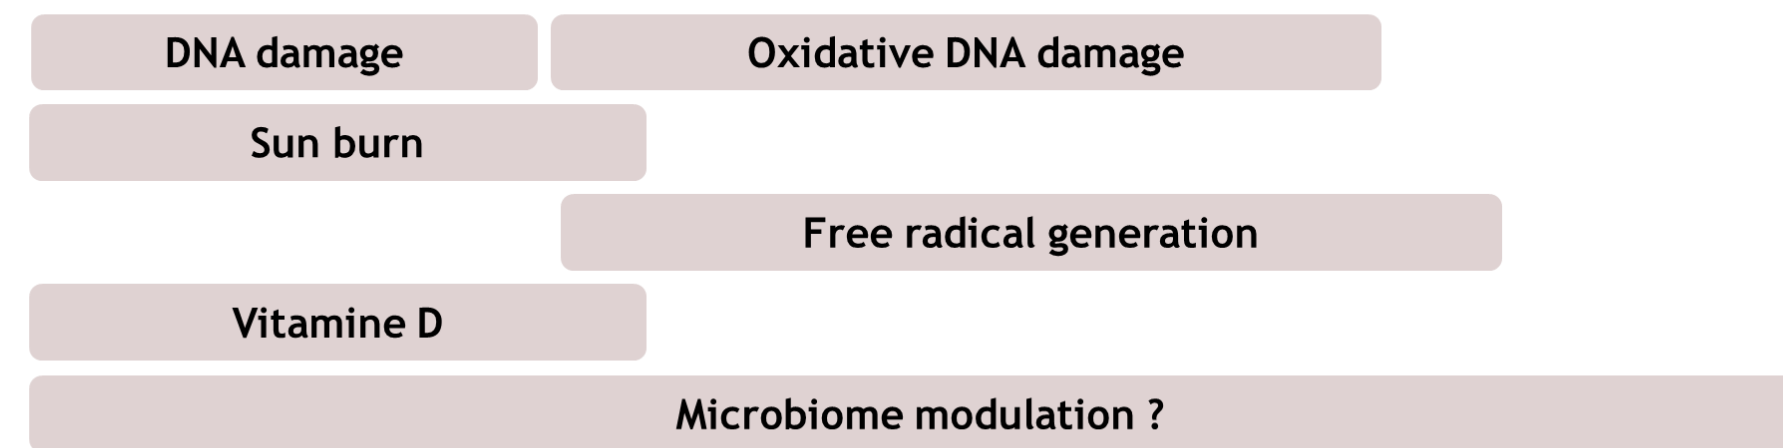 DNA damage
Oxidative DNA damage
Sun burn
Free radical generation
Vitamine D
Microbiome modulation ?